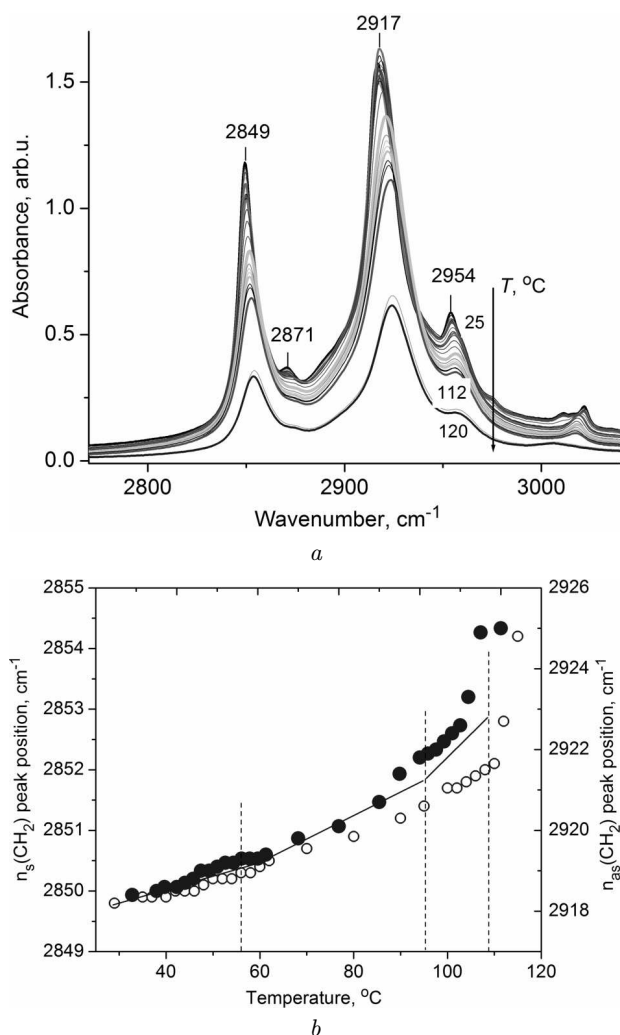 2917
2849
2954
2871
T, °C
25
112
120
1.5
1.0
0.5
0.0
Absorbance, arb.u.
2800 2900 3000
Wavenumber, cm⁻¹
a
2855
2854
2853
2852
2851
2850
2849
nₛ(CH₂) peak position, cm⁻¹
2926
2924
2922
2920
2918
nₐₛ(CH₂) peak position, cm⁻¹
40 60 80 100 120
Temperature, °C
b